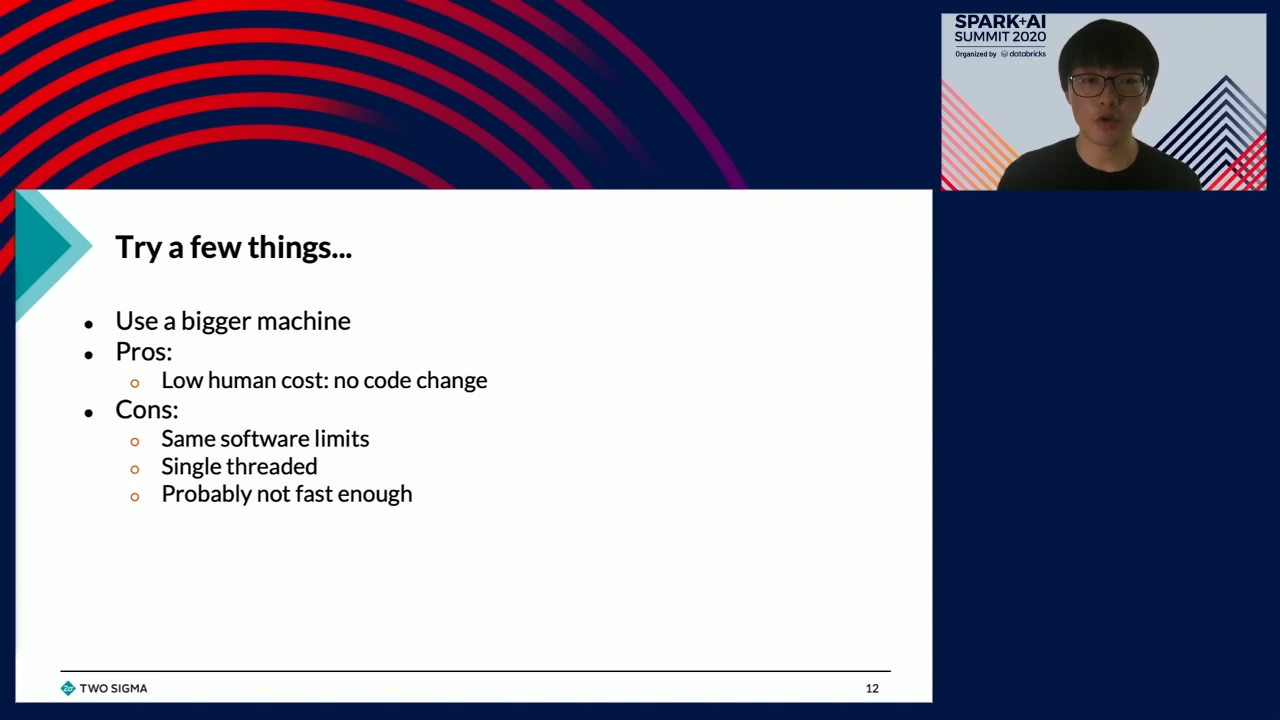 SPARK+AI
SUMMIT 2020
Organized by databricks
Try a few things...
● Use a bigger machine
● Pros:
○ Low human cost: no code change
● Cons:
○ Same software limits
○ Single threaded
○ Probably not fast enough
2σ TWO SIGMA
12